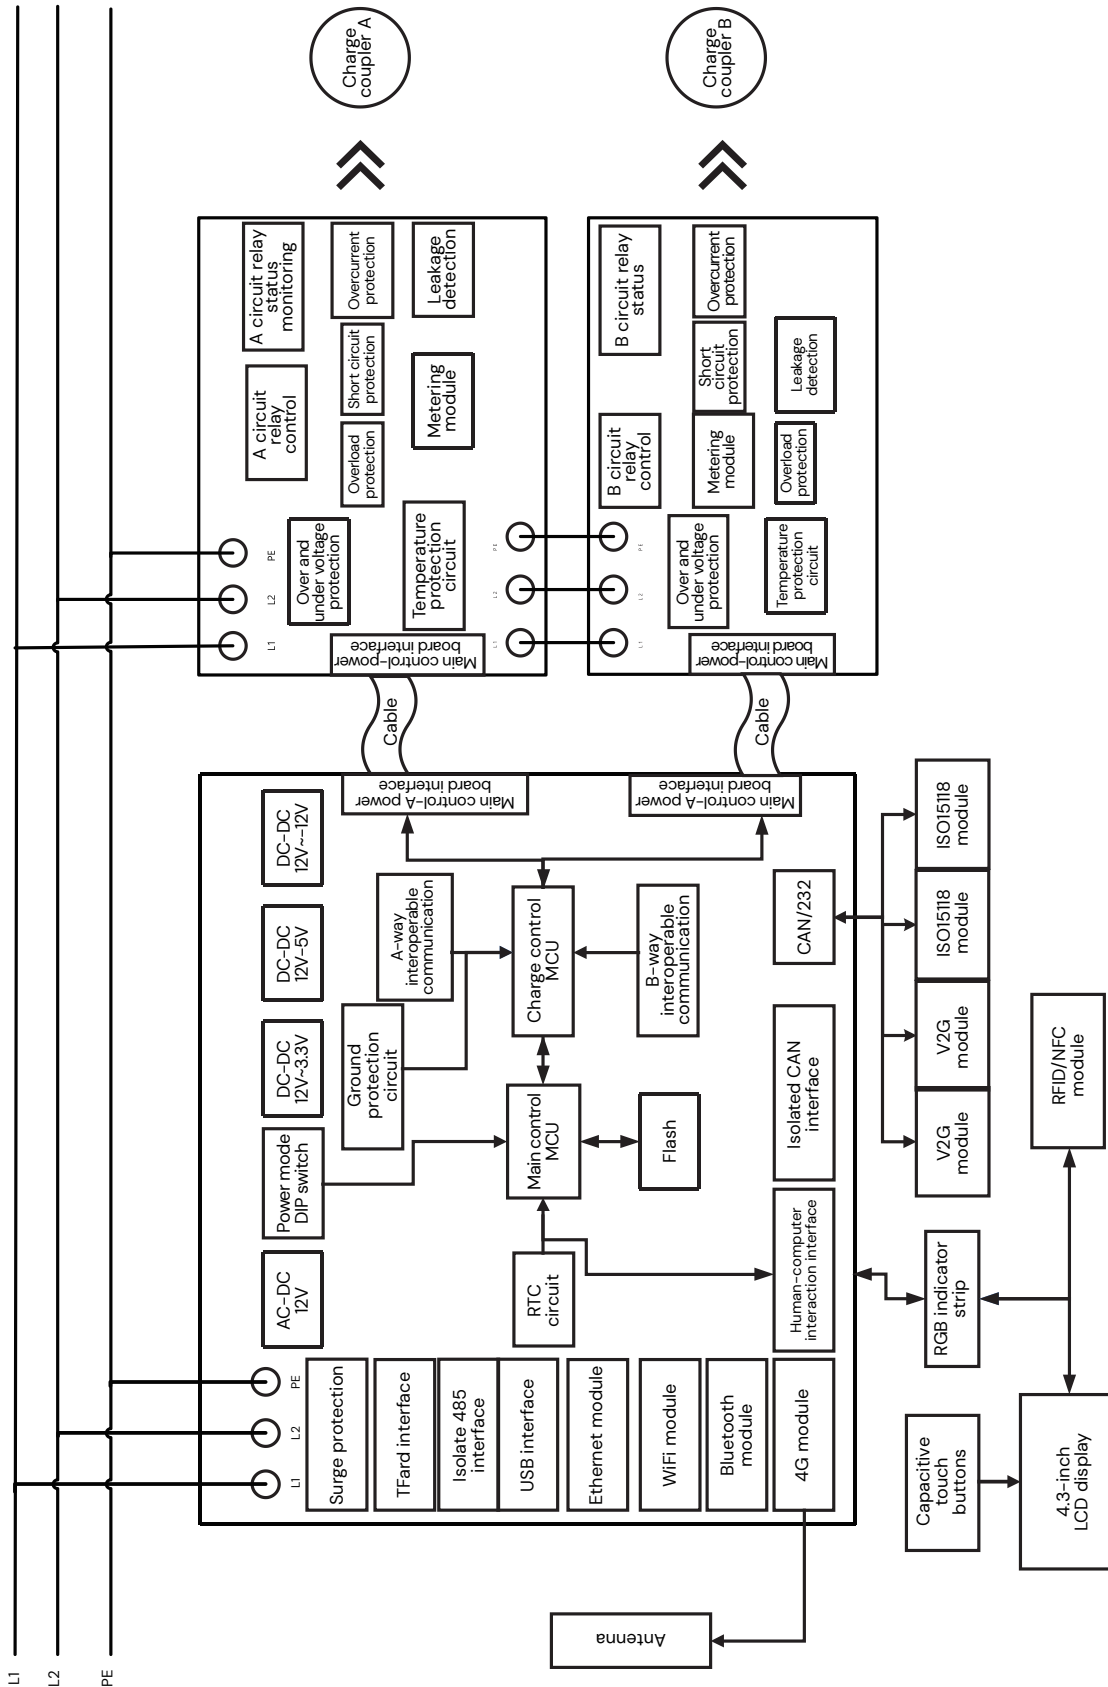 L1
L2
PE
Charge
coupler A
Charge
coupler B
A circuit relay
status
monitoring
A circuit
relay
control
Overcurrent
protection
Short circuit
protection
Overload
protection
Leakage
detection
Metering
module
Over and
under voltage
protection
Temperature
protection
circuit
PE
L2
L1
Main control-power
board interface
PE
L2
L1
B circuit relay
status
B circuit
relay
control
Overcurrent
protection
Short
circuit
protection
Metering
module
Leakage
detection
Overload
protection
Over and
under voltage
protection
Temperature
protection
circuit
PE
L2
L1
Main control-power
board interface
Cable
Cable
Main control-A power
board interface
Main control-A power
board interface
DC-DC
12V~-12V
DC-DC
12V-5V
DC-DC
12V~3.3V
Power mode
DIP switch
AC-DC
12V
A-way
interoperable
communication
Ground
protection
circuit
Charge control
MCU
Main control
MCU
RTC
circuit
B-way
interoperable
communication
Flash
CAN/232
Isolated CAN
interface
Human-computer
interaction interface
PE
L2
L1
Surge protection
TFard interface
Isolate 485
interface
USB interface
Ethernet module
WiFi module
Bluetooth
module
4G module
Antenna
ISO15118
module
ISO15118
module
V2G
module
V2G
module
RFID/NFC
module
RGB indicator
strip
Capacitive
touch
buttons
4.3-inch
LCD display